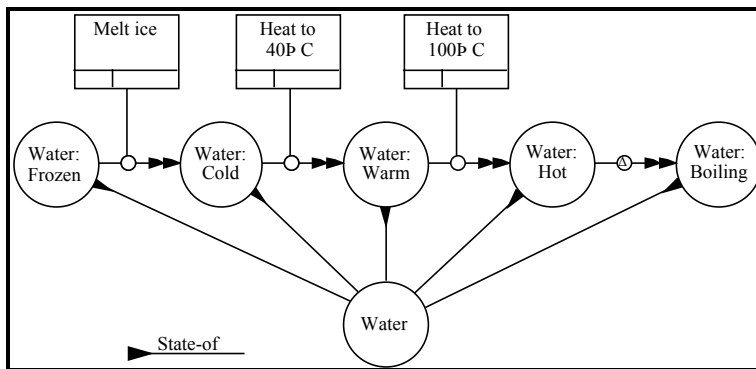 Melt ice
Heat to
40Þ C
Heat to
100Þ C
Water:
Frozen
Water:
Cold
Water:
Warm
Water:
Hot
Δ
Water:
Boiling
Water
State-of